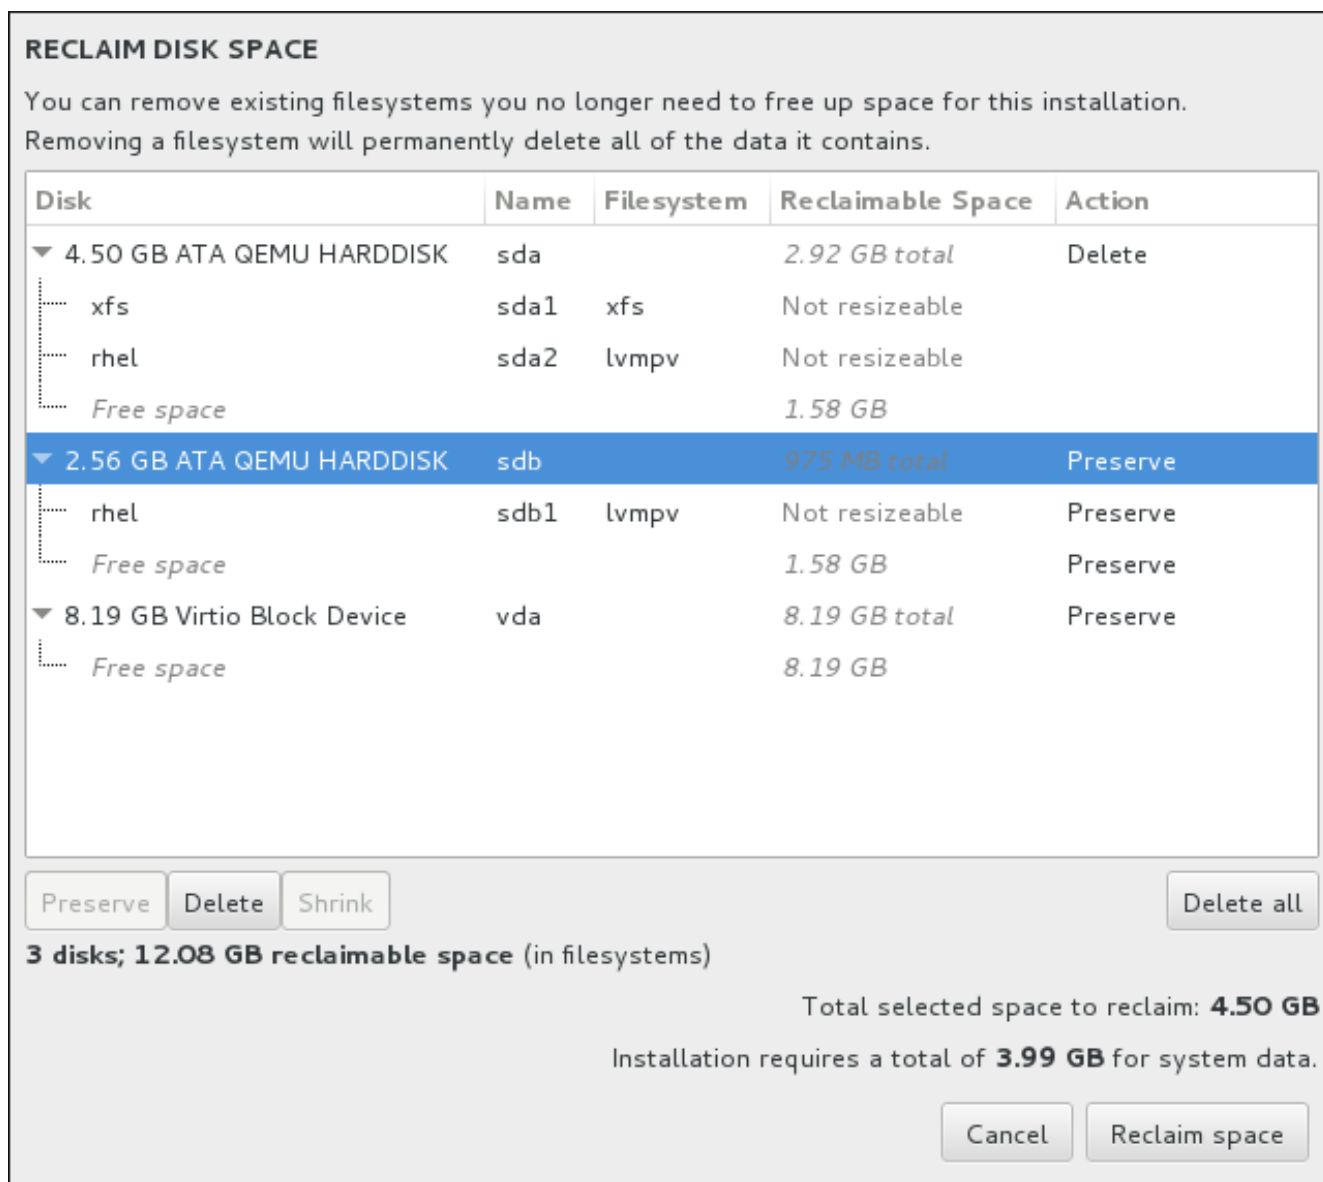 RECLAIM DISK SPACE
You can remove existing filesystems you no longer need to free up space for this installation.
Removing a filesystem will permanently delete all of the data it contains.
Disk Name Filesystem Reclaimable Space Action
4.50 GB ATA QEMU HARDDISK sda 2.92 GB total Delete
xfs sda1 xfs Not resizeable
rhel sda2 lvmpv Not resizeable
Free space 1.58 GB
2.56 GB ATA QEMU HARDDISK sdb 975 MB total Preserve
rhel sdb1 lvmpv Not resizeable Preserve
Free space 1.58 GB Preserve
8.19 GB Virtio Block Device vda 8.19 GB total Preserve
Free space 8.19 GB
Preserve Delete Shrink Delete all
3 disks; 12.08 GB reclaimable space (in filesystems)
Total selected space to reclaim: 4.50 GB
Installation requires a total of 3.99 GB for system data.
Cancel Reclaim space